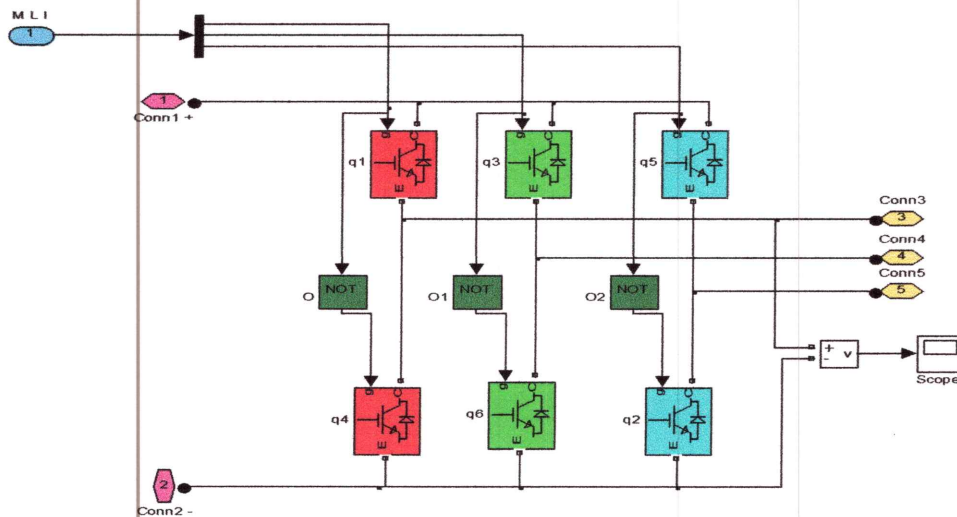 M L I
1
1
Conn1 +
g
C
E
q1
g
C
E
q3
g
C
E
q5
Conn3
3
Conn4
4
Conn5
5
O
NOT
O1
NOT
O2
NOT
+
-
v
Scope
g
C
E
q4
g
C
E
q6
g
C
E
q2
2
Conn2 -